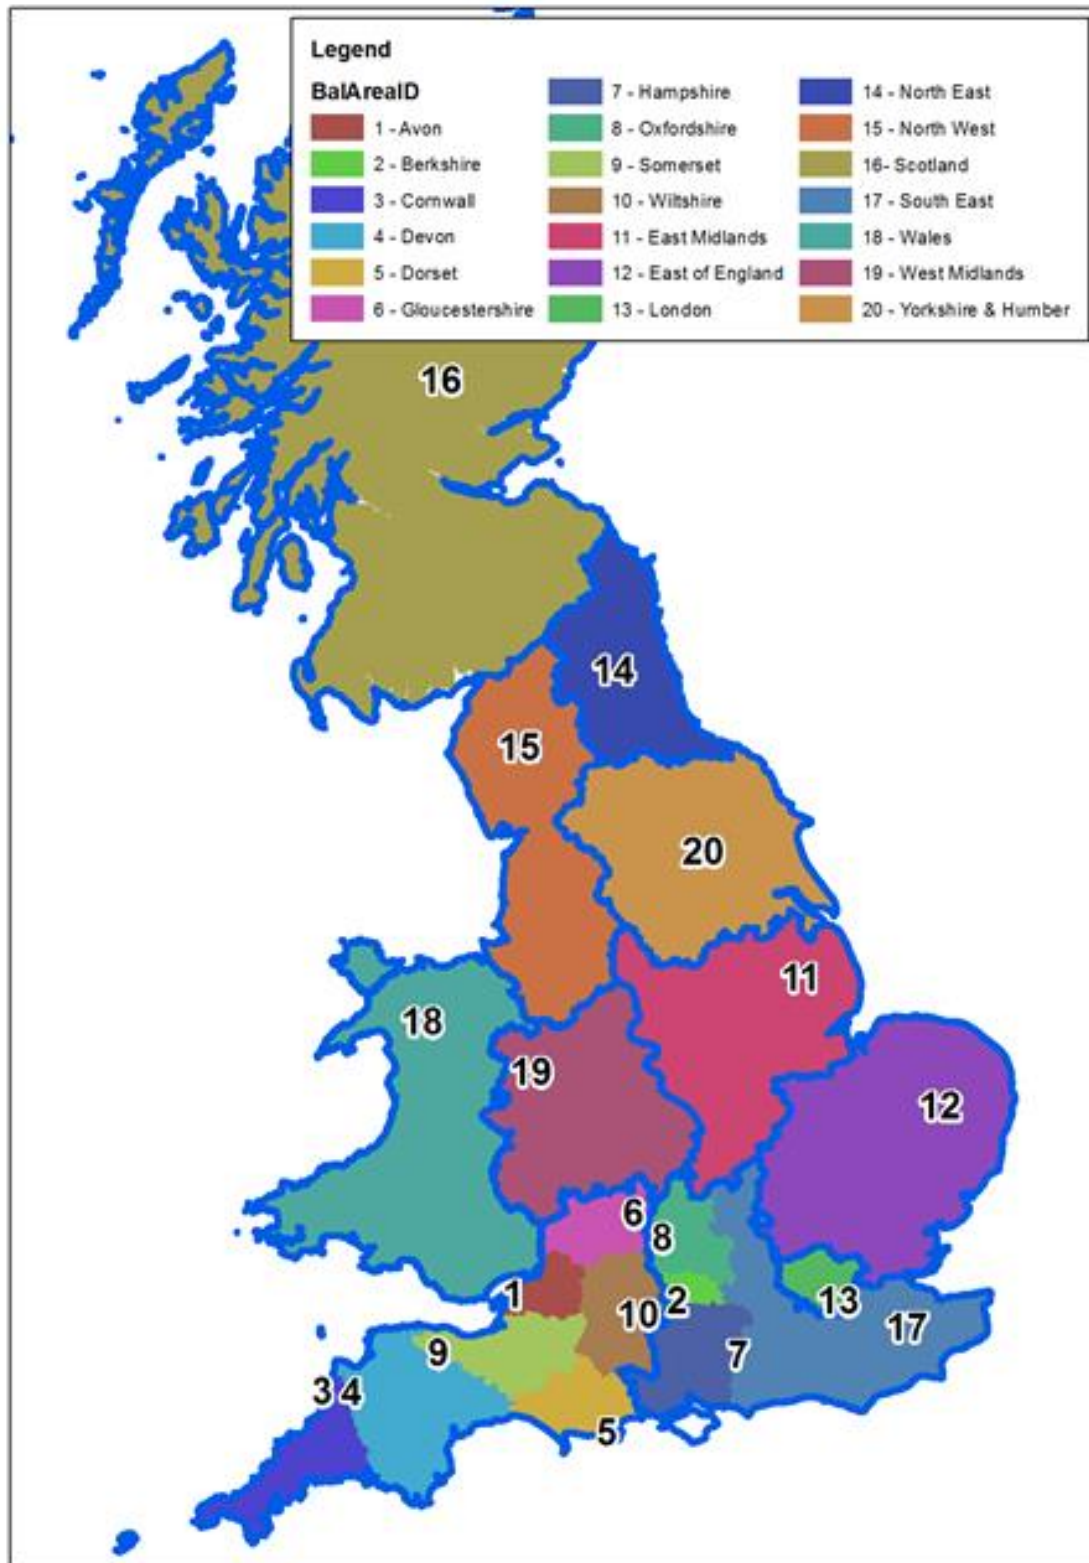 Legend
BalAreaID
1 - Avon
2 - Berkshire
3 - Cornwall
4 - Devon
5 - Dorset
6 - Gloucestershire
7 - Hampshire
8 - Oxfordshire
9 - Somerset
10 - Wiltshire
11 - East Midlands
12 - East of England
13 - London
14 - North East
15 - North West
16- Scotland
17 - South East
18 - Wales
19 - West Midlands
20 - Yorkshire & Humber
16
14
15
20
11
18
19
12
6
8
1
2
13
10
17
9
7
3
4
5